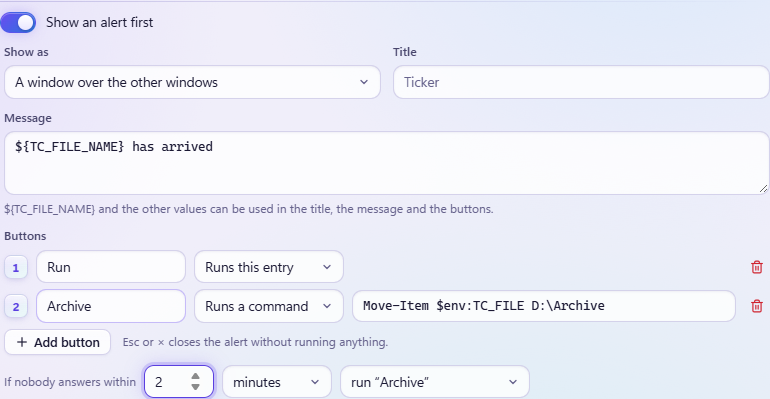 Show an alert first
Show as
Title
A window over the other windows
Ticker
Message
${TC_FILE_NAME} has arrived
${TC_FILE_NAME} and the other values can be used in the title, the message and the buttons.
Buttons
1 Run Runs this entry
2 Archive Runs a command Move-Item $env:TC_FILE D:\Archive
+ Add button Esc or × closes the alert without running anything.
If nobody answers within 2 minutes run “Archive”